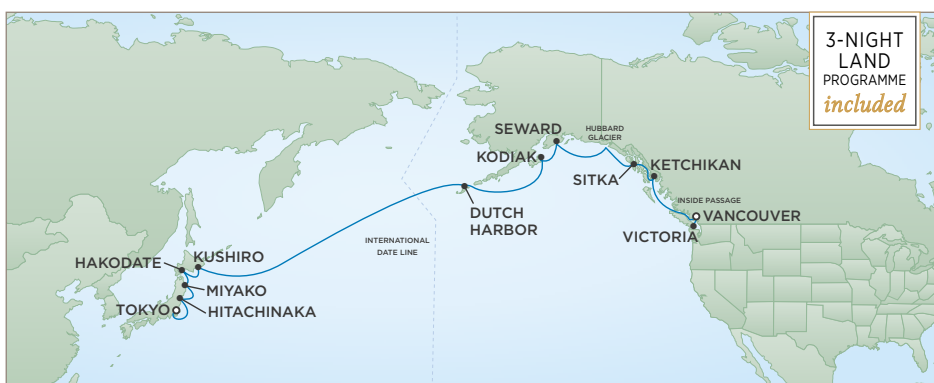 3-NIGHT
LAND
PROGRAMME
included
SEWARD
HUBBARD
GLACIER
KODIAK
SITKA
KETCHIKAN
INSIDE PASSAGE
VANCOUVER
VICTORIA
DUTCH
HARBOR
INTERNATIONAL
DATE LINE
HAKODATE
KUSHIRO
MIYAKO
TOKYO
HITACHINAKA